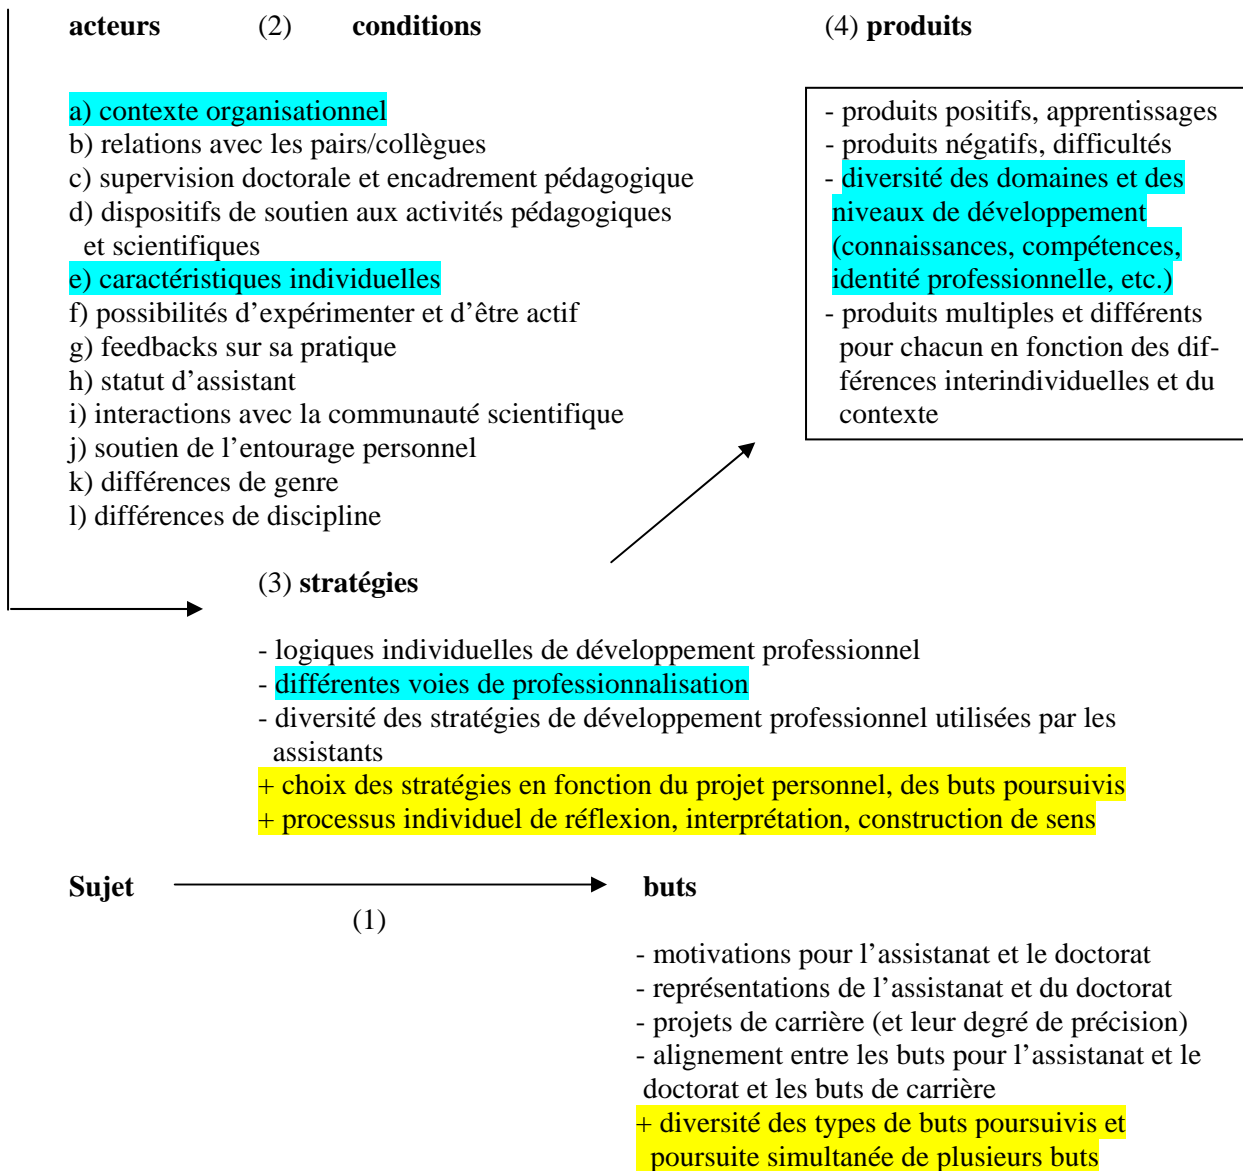 acteurs (2) conditions
a) contexte organisationnel
b) relations avec les pairs/collègues
c) supervision doctorale et encadrement pédagogique
d) dispositifs de soutien aux activités pédagogiques
et scientifiques
e) caractéristiques individuelles
f) possibilités d’expérimenter et d’être actif
g) feedbacks sur sa pratique
h) statut d’assistant
i) interactions avec la communauté scientifique
j) soutien de l’entourage personnel
k) différences de genre
l) différences de discipline
(4) produits
- produits positifs, apprentissages
- produits négatifs, difficultés
- diversité des domaines et des
niveaux de développement
(connaissances, compétences,
identité professionnelle, etc.)
- produits multiples et différents
pour chacun en fonction des dif-
férences interindividuelles et du
contexte
(3) stratégies
- logiques individuelles de développement professionnel
- différentes voies de professionnalisation
- diversité des stratégies de développement professionnel utilisées par les
assistants
+ choix des stratégies en fonction du projet personnel, des buts poursuivis
+ processus individuel de réflexion, interprétation, construction de sens
Sujet buts
(1)
- motivations pour l’assistanat et le doctorat
- représentations de l’assistanat et du doctorat
- projets de carrière (et leur degré de précision)
- alignement entre les buts pour l’assistanat et le
doctorat et les buts de carrière
+ diversité des types de buts poursuivis et
poursuite simultanée de plusieurs buts